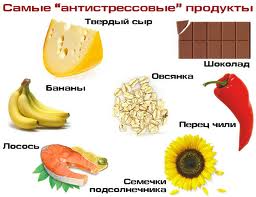 Самые "антистрессовые" продукты
Твердый сыр
Шоколад
Овсянка
Бананы
Перец чили
Лосось
Семечки
подсолнечника